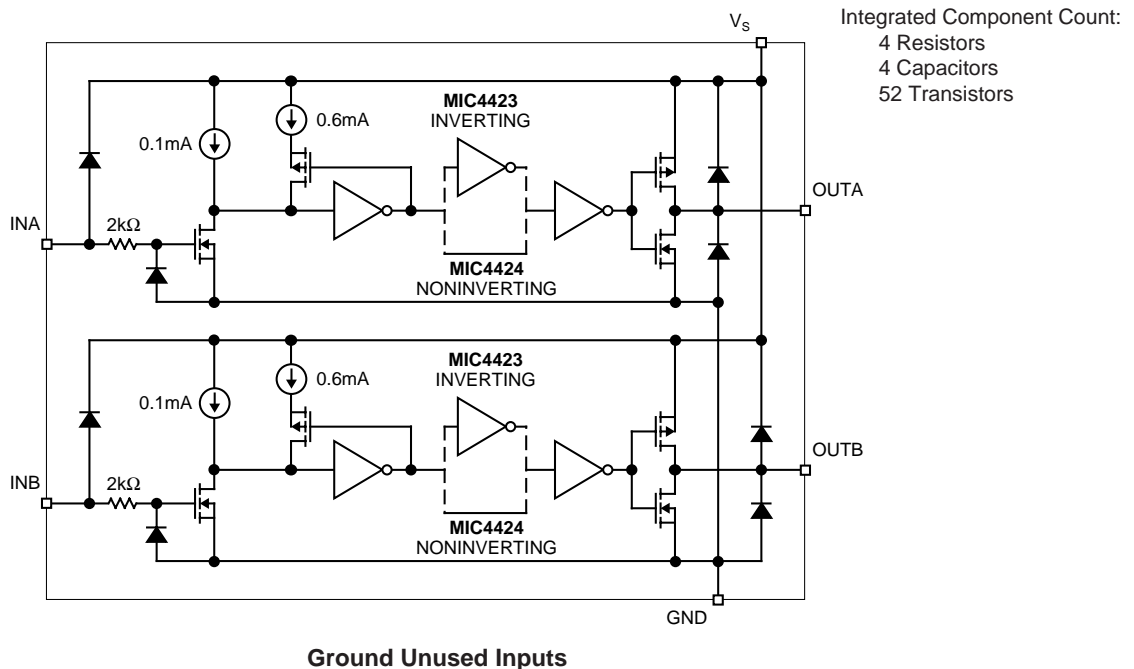 V_S
Integrated Component Count:
4 Resistors
4 Capacitors
52 Transistors
MIC4423
INVERTING
0.6mA
0.1mA
OUTA
INA
2kΩ
MIC4424
NONINVERTING
MIC4423
INVERTING
0.6mA
0.1mA
OUTB
INB
2kΩ
MIC4424
NONINVERTING
GND
Ground Unused Inputs